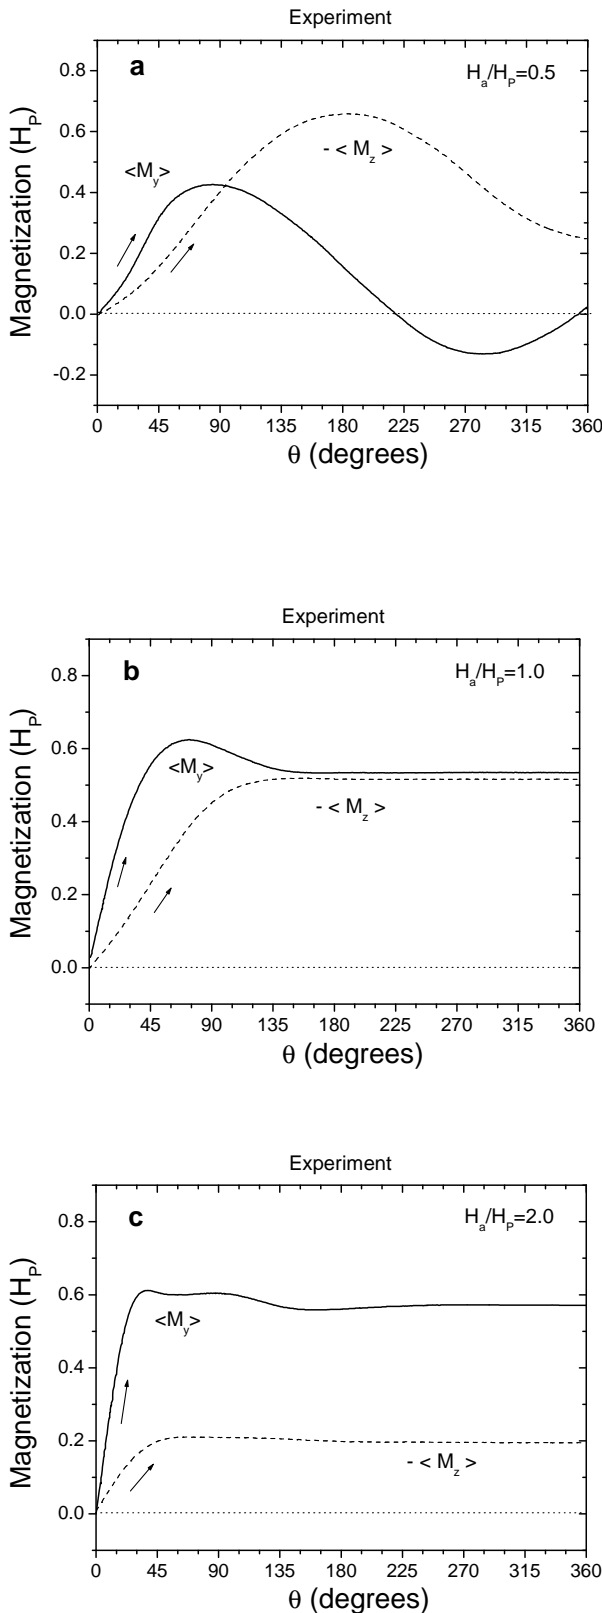 Experiment
a
H_a/H_P=0.5
<M_y>
- < M_z >
Magnetization (H_P)
0.8
0.6
0.4
0.2
0.0
-0.2
0 45 90 135 180 225 270 315 360
θ (degrees)
Experiment
b
H_a/H_P=1.0
<M_y>
- < M_z >
Magnetization (H_P)
0.8
0.6
0.4
0.2
0.0
0 45 90 135 180 225 270 315 360
θ (degrees)
Experiment
c
H_a/H_P=2.0
<M_y>
- < M_z >
Magnetization (H_P)
0.8
0.6
0.4
0.2
0.0
0 45 90 135 180 225 270 315 360
θ (degrees)